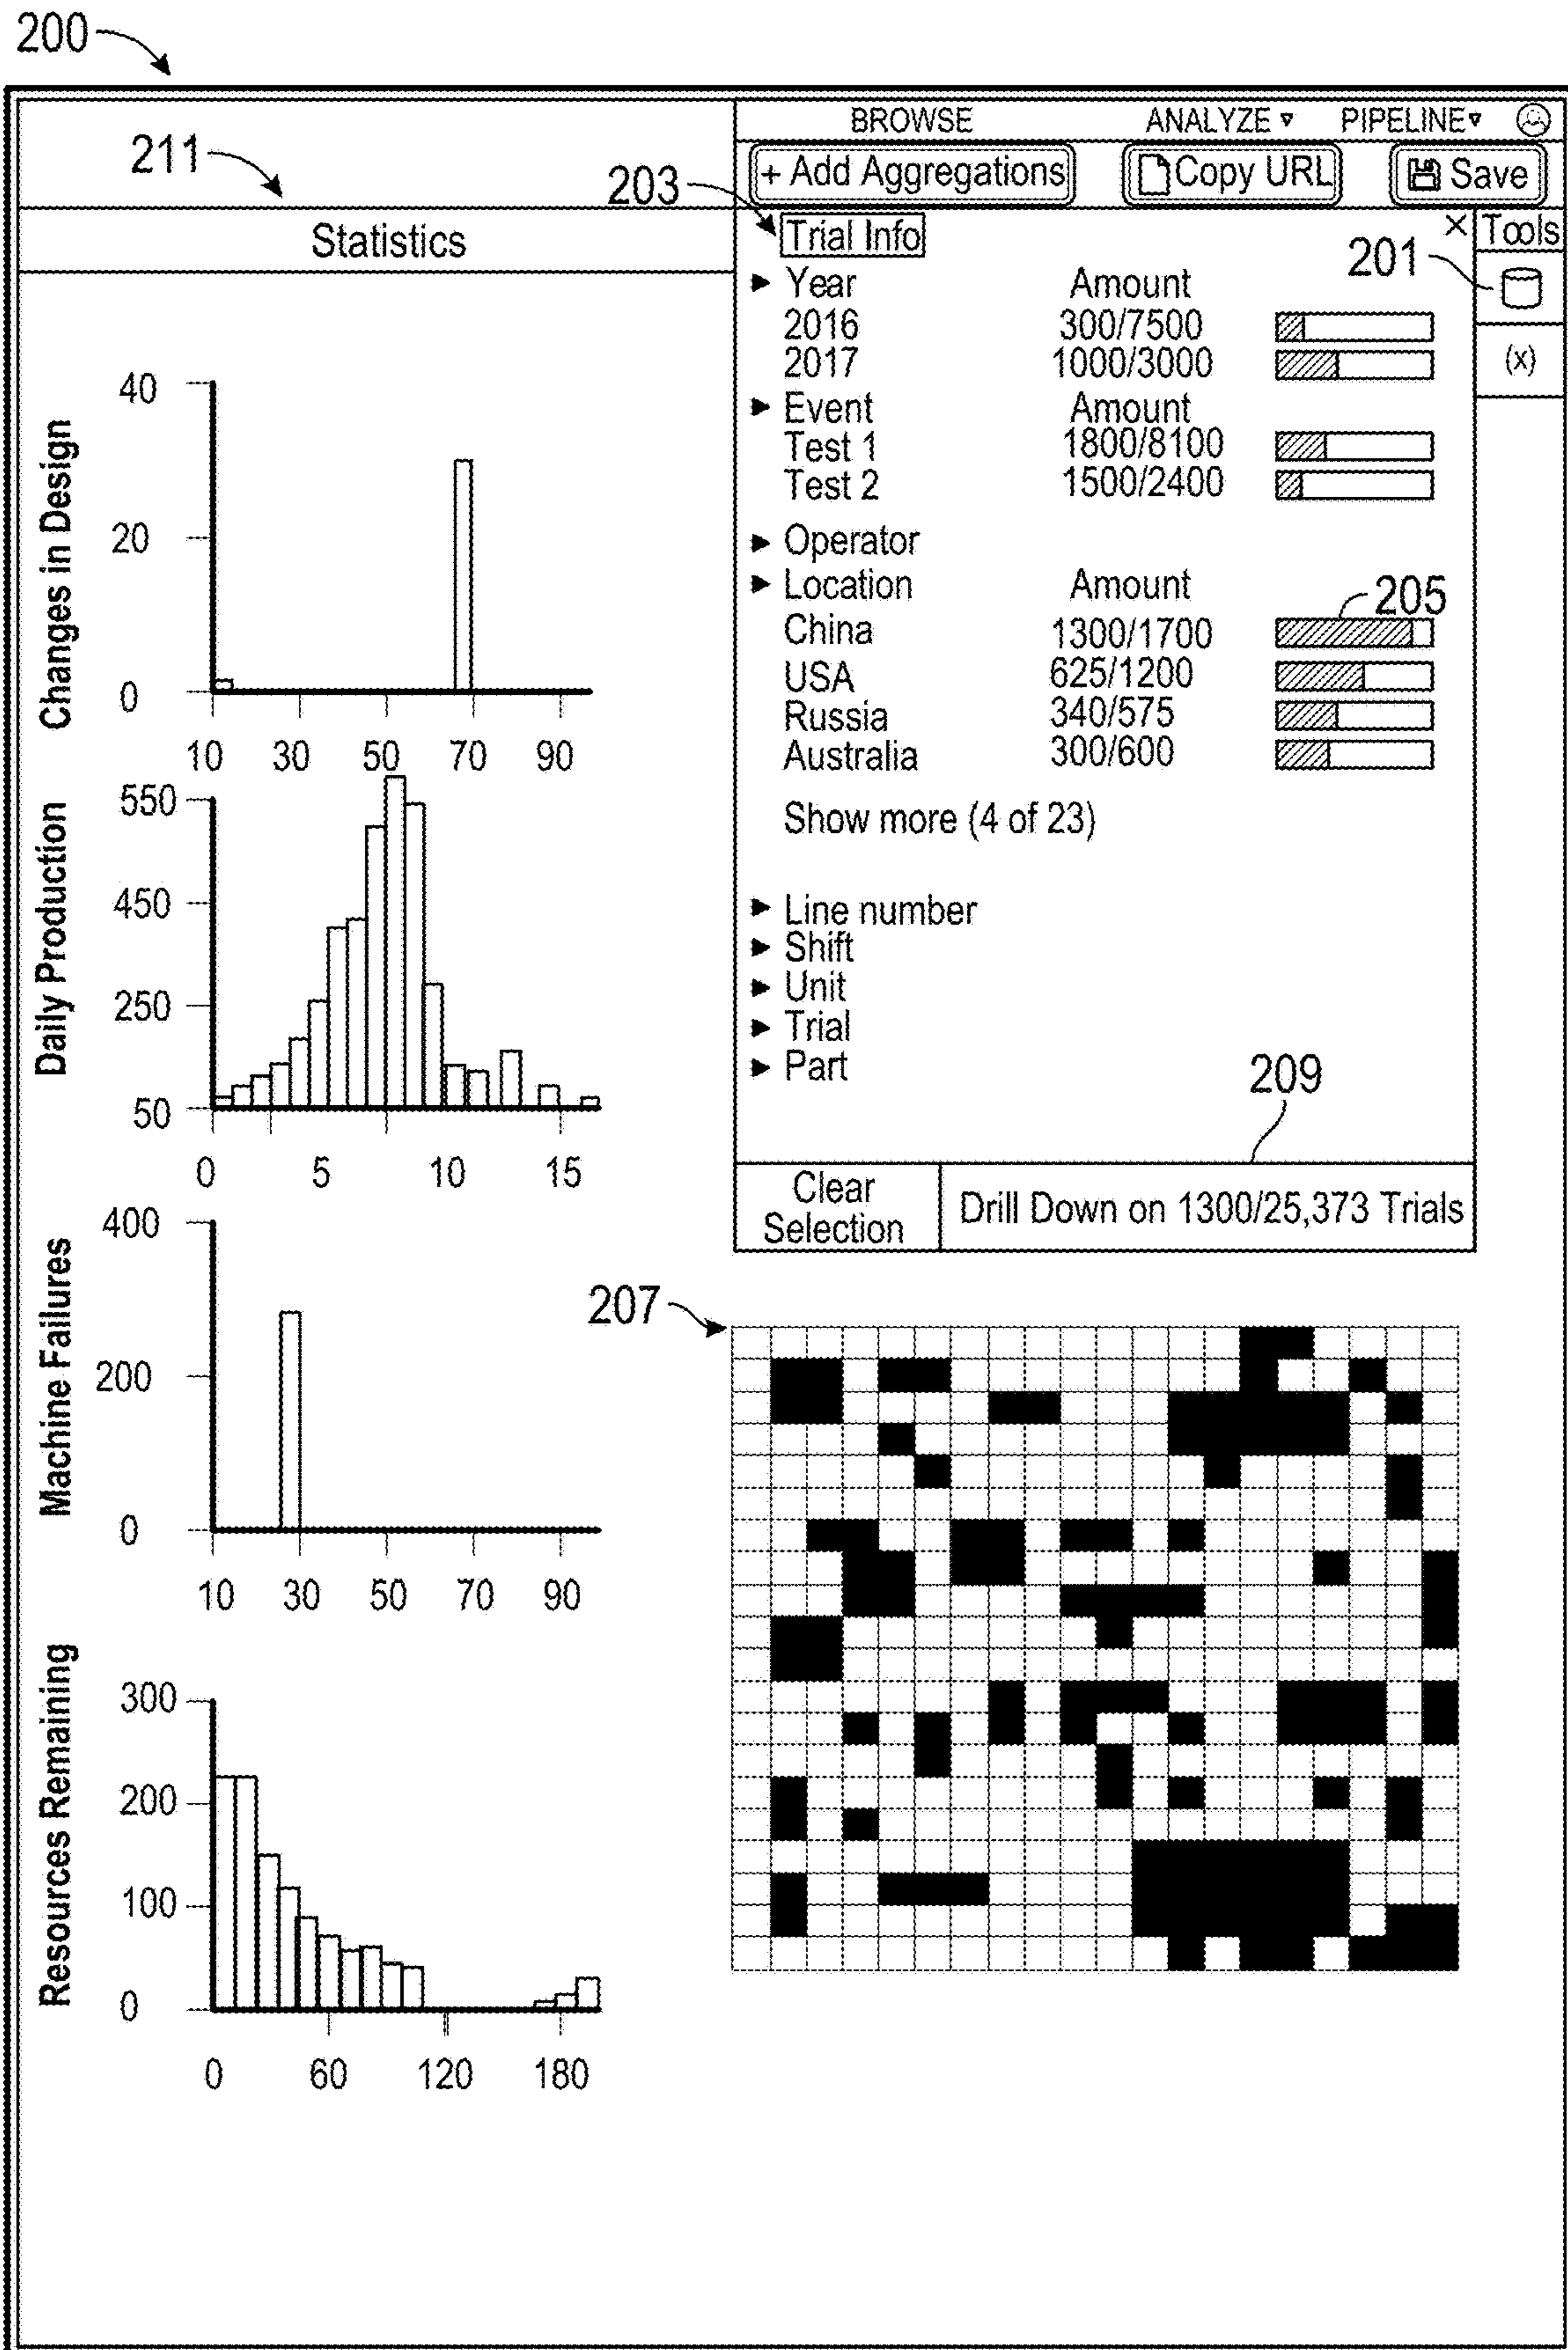 200
BROWSE ANALYZE ▿ PIPELINE▿
211
203
+ Add Aggregations Copy URL Save
Statistics
Trial Info × Tools
201
► Year Amount
2016 300/7500
2017 1000/3000
(x)
► Event Amount
Test 1 1800/8100
Test 2 1500/2400
► Operator
► Location Amount
205
China 1300/1700
USA 625/1200
Russia 340/575
Australia 300/600
Show more (4 of 23)
► Line number
► Shift
► Unit
► Trial
► Part
209
Clear
Selection
Drill Down on 1300/25,373 Trials
207
Changes in Design
40
20
0
10 30 50 70 90
Daily Production
550
450
250
50
0 5 10 15
Machine Failures
400
200
0
10 30 50 70 90
Resources Remaining
300
200
100
0
0 60 120 180